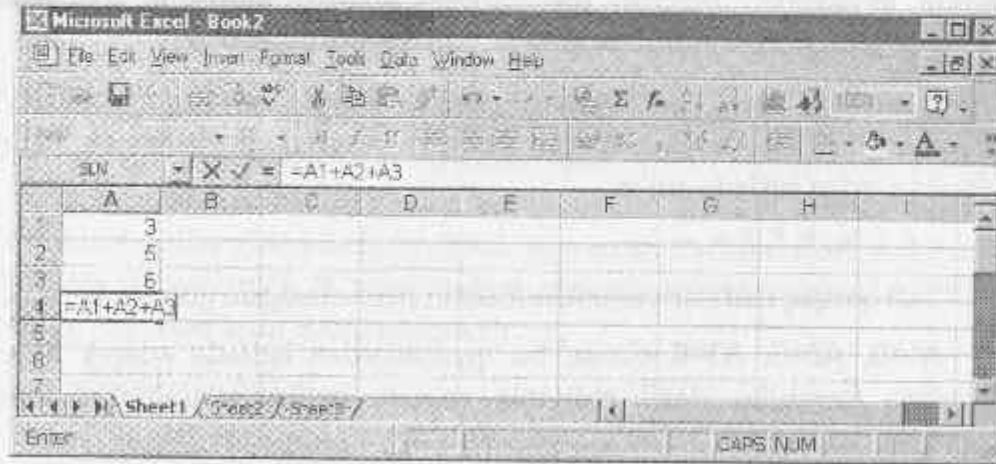 Microsoft Excel - Book2
File Edit View Insert Format Tools Data Window Help
Σ
SLN = =A1+A2+A3
A B C D E F G H I
1 3
2 5
3 6
4 =A1+A2+A3
5
6
7
Sheet1 Sheet2 Sheet3
Enter CAPS NUM